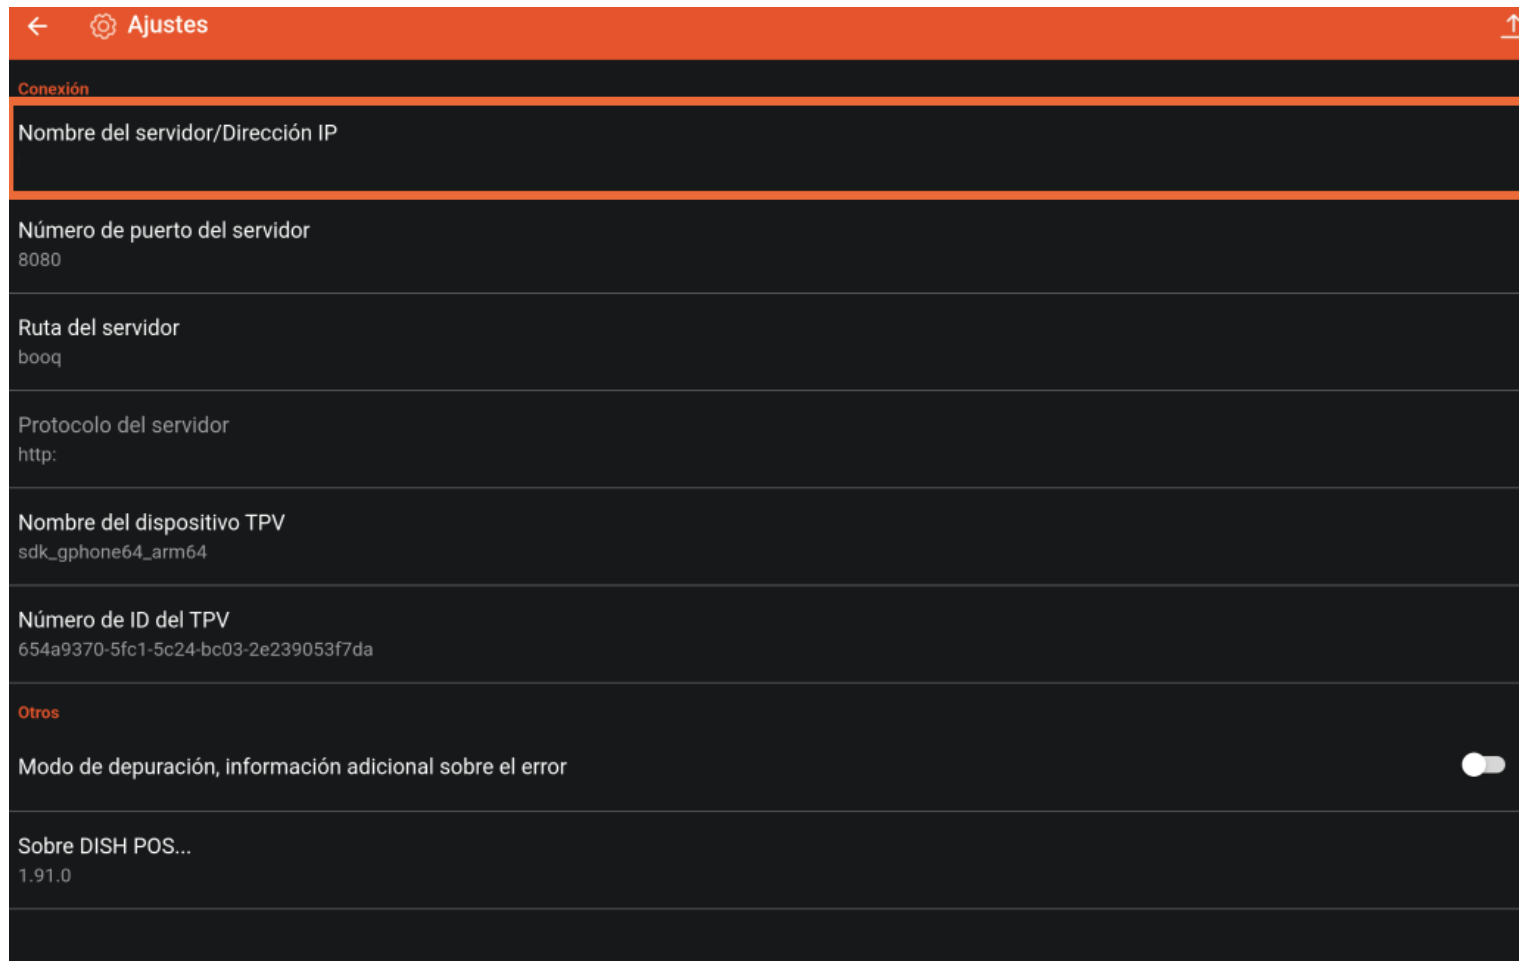 Ajustes
Conexión
Nombre del servidor/Dirección IP
Número de puerto del servidor
8080
Ruta del servidor
booq
Protocolo del servidor
http:
Nombre del dispositivo TPV
sdk_gphone64_arm64
Número de ID del TPV
654a9370-5fc1-5c24-bc03-2e239053f7da
Otros
Modo de depuración, información adicional sobre el error
Sobre DISH POS...
1.91.0